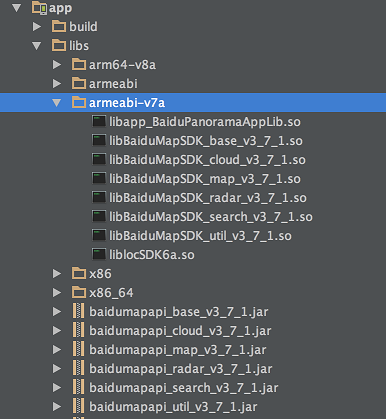 app
build
libs
arm64-v8a
armeabi
armeabi-v7a
libapp_BaiduPanoramaAppLib.so
libBaiduMapSDK_base_v3_7_1.so
libBaiduMapSDK_cloud_v3_7_1.so
libBaiduMapSDK_map_v3_7_1.so
libBaiduMapSDK_radar_v3_7_1.so
libBaiduMapSDK_search_v3_7_1.so
libBaiduMapSDK_util_v3_7_1.so
liblocSDK6a.so
x86
x86_64
baidumapapi_base_v3_7_1.jar
baidumapapi_cloud_v3_7_1.jar
baidumapapi_map_v3_7_1.jar
baidumapapi_radar_v3_7_1.jar
baidumapapi_search_v3_7_1.jar
baidumapapi_util_v3_7_1.jar